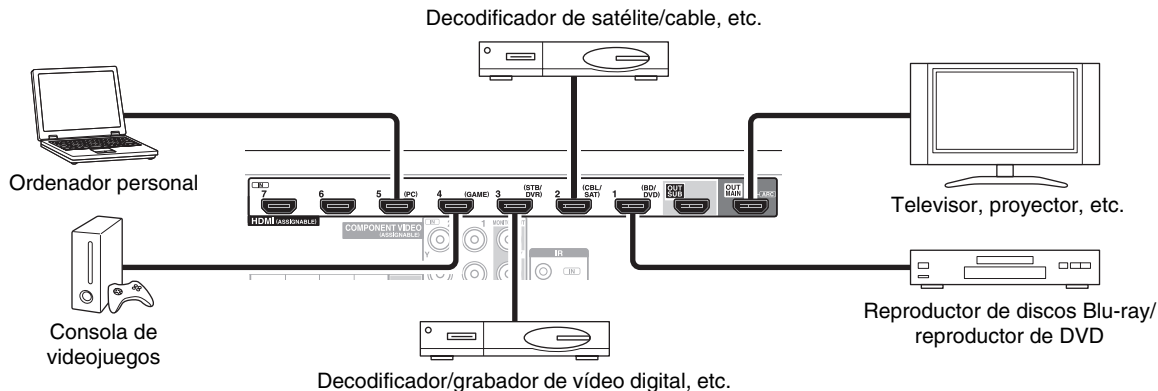 Decodificador de satélite/cable, etc.
Ordenador personal
Televisor, proyector, etc.
IN
7 6 5 (PC) 4 (GAME) 3 (STB/DVR) 2 (CBL/SAT) 1 (BD/DVD) OUT SUB OUT MAIN (ARC)
HDMI (ASSIGNABLE)
COMPONENT VIDEO
(ASSIGNABLE)
IN
1
Y
IR
IN
Consola de
videojuegos
Reproductor de discos Blu-ray/
reproductor de DVD
Decodificador/grabador de vídeo digital, etc.